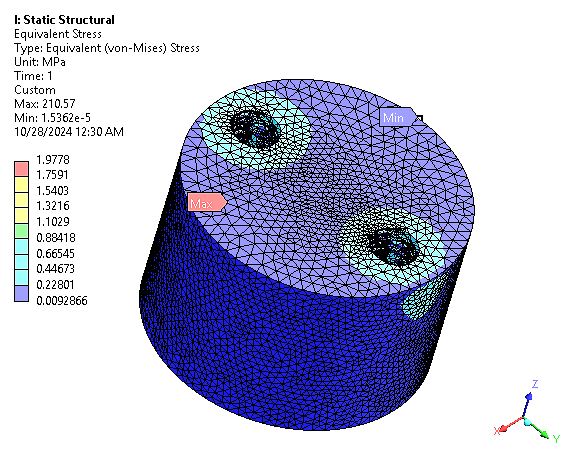 I: Static Structural
Equivalent Stress
Type: Equivalent (von-Mises) Stress
Unit: MPa
Time: 1
Custom
Max: 210.57
Min: 1.5362e-5
10/28/2024 12:30 AM
1.9778
1.7591
1.5403
1.3216
1.1029
0.88418
0.66545
0.44673
0.22801
0.0092866
Min
Max
Z
X
Y